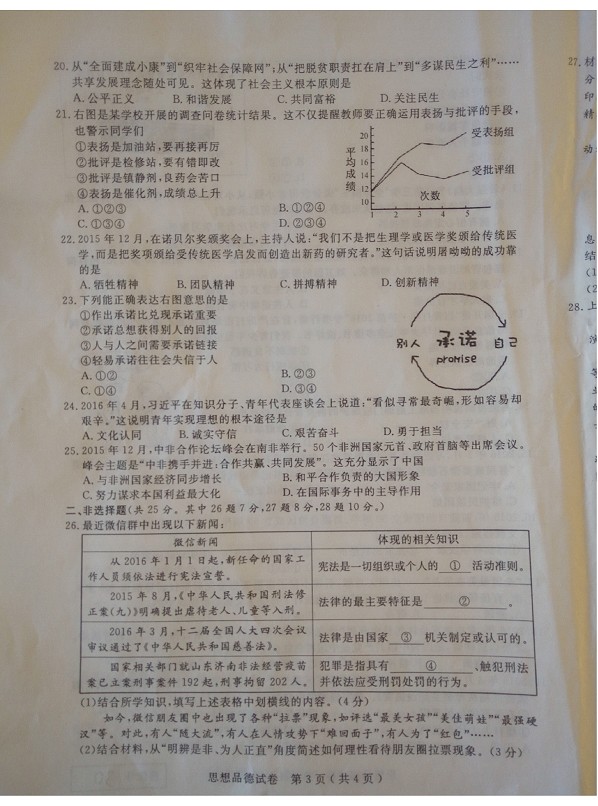 20.从“全面建成小康”到“织牢社会保障网”;从“把脱贫职责扛在肩上”到“多谋民生之利”……
共享发展理念随处可见。这体现了社会主义根本原则是
A.公平正义 B.和谐发展 C.共同富裕 D.关注民生
21.右图是某学校开展的调查问卷统计结果。这不仅提醒教师要正确运用表扬与批评的手段,
也警示同学们
①表扬是加油站,要再接再厉
②批评是检修站,要有错即改
③批评是镇静剂,良药会苦口
④表扬是催化剂,成绩总上升
A.①②③ B.①②④
C.①③④ D.②③④
平均成绩
20
18
16
14
12
10
1 2 3 4 5
次数
受表扬组
受批评组
22.2015年12月,在诺贝尔奖颁奖会上,主持人说:“我们不是把生理学或医学奖颁给传统医
学,而是把奖项颁给受传统医学启发而创造出新药的研究者。”这句话说明屠呦呦的成功靠
的是
A.牺牲精神 B.团队精神 C.拼搏精神 D.创新精神
23.下列能正确表达右图意思的是
①作出承诺比兑现承诺重要
②承诺总想获得别人的回报
③人与人之间需要承诺链接
④轻易承诺往往会失信于人
A.①② B.②③
C.①④ D.③④
别人 承诺 自己
promise
24.2016年4月,习近平在知识分子、青年代表座谈会上说道:“看似寻常最奇崛,形如容易却
艰辛。”这说明青年实现理想的根本途径是
A.文化认同 B.诚实守信 C.艰苦奋斗 D.勇于担当
25.2015年12月,中非合作论坛峰会在南非举行。50个非洲国家元首、政府首脑等出席会议。
峰会主题是“中非携手并进:合作共赢、共同发展”。这充分显示了中国
A.与非洲国家经济同步增长 B.和平合作负责的大国形象
C.努力谋求本国利益最大化 D.在国际事务中的主导作用
二、非选择题(共25分。其中26题7分,27题8分,28题10分。)
26.最近微信群中出现以下新闻:
微信新闻 体现的相关知识
从2016年1月1日起,新任命的国家工
作人员须依法进行宪法宣誓。
宪法是一切组织或个人的 ① 活动准则。
2015年8月,《中华人民共和国刑法修
正案(九)》明确提出虐待老人、儿童等入刑。
法律的最主要特征是 ② 。
2016年3月,十二届全国人大四次会议
审议通过了《中华人民共和国慈善法》。
法律是由国家 ③ 机关制定或认可的。
国家相关部门就山东济南非法经营疫苗
案已立案刑事案件192起,刑事拘留202人。
犯罪是指具有 ④ 、触犯刑法
并依法应受刑罚处罚的行为。
(1)结合所学知识,填写上述表格中划横线的内容。(4分)
如今,微信朋友圈中也出现了各种“拉票”现象,如评选“最美女孩”“美佳萌娃”“最强硬
汉”等。对此,有人“随大流”,有人在人情攻势下“难回面子”,有人为了“红包”……
(2)结合材料,从“明辨是非、为人正直”角度简述如何理性看待朋友圈拉票现象。(3分)
思想品德试卷 第3页(共4页)
27.材
分
印
精
动
息
结
(1
(2
28.上